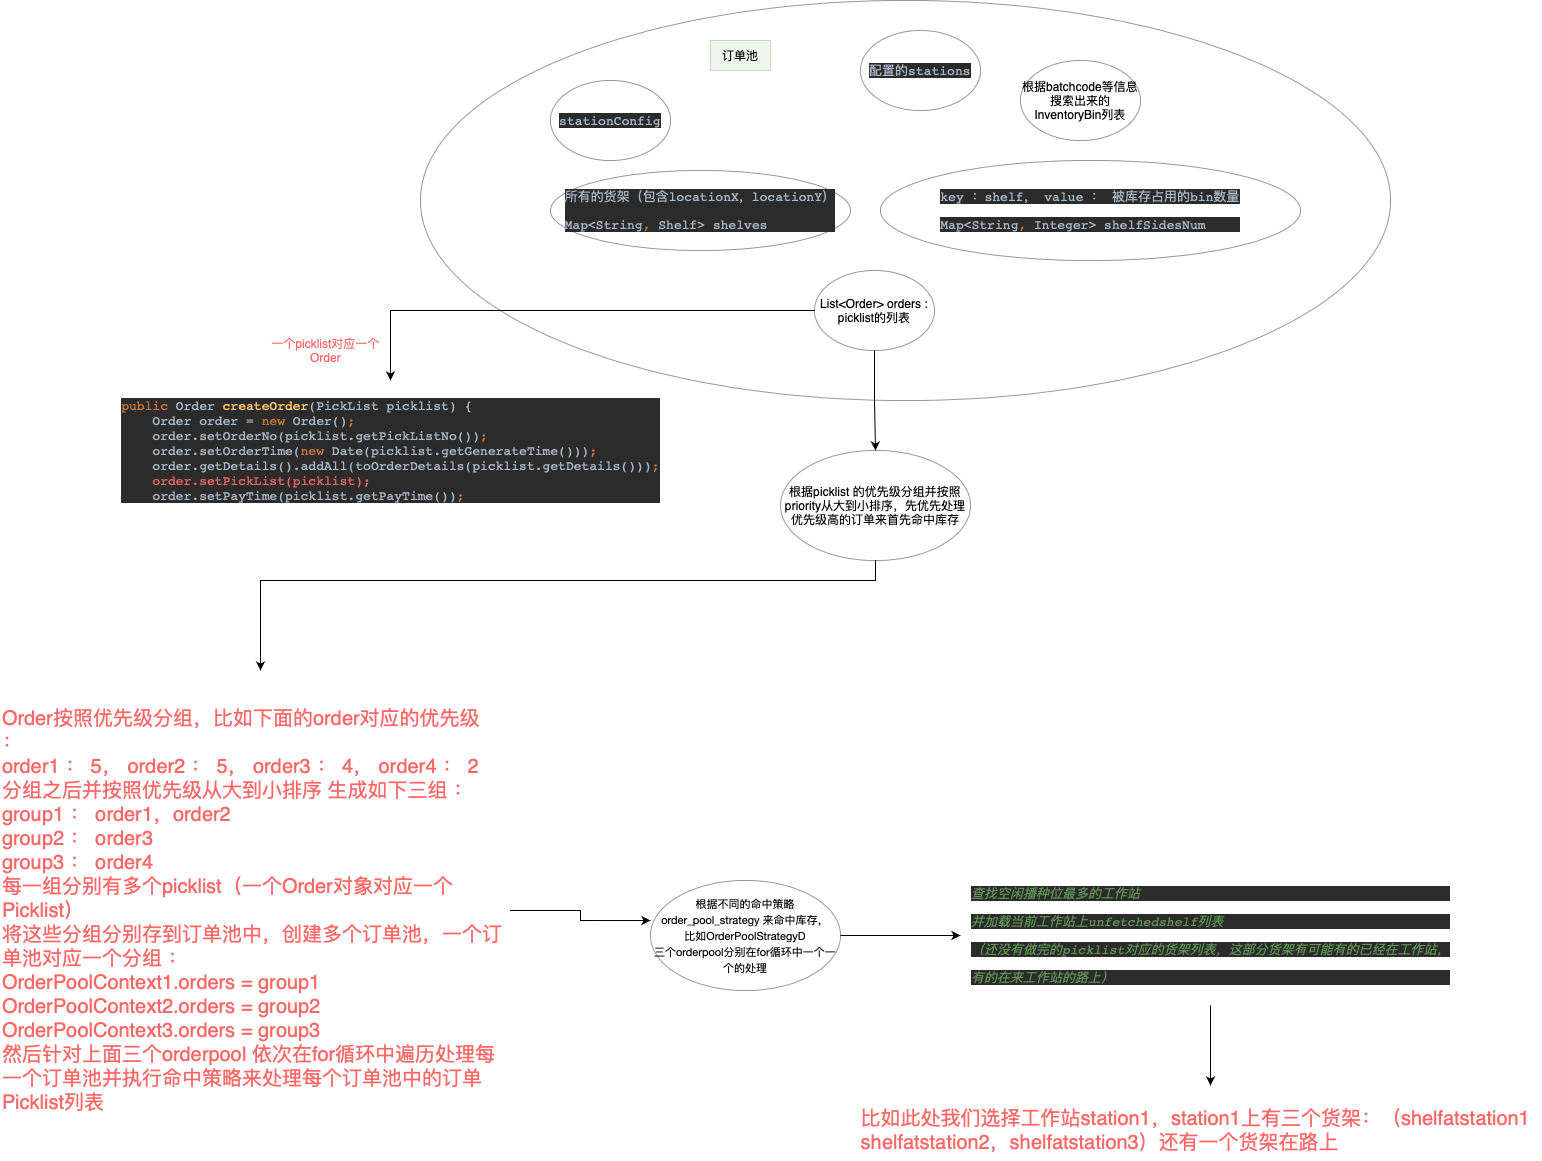 订单池
配置的stations
根据batchcode等信息
搜索出来的
InventoryBin列表
stationConfig
所有的货架（包含locationX，locationY）
Map<String, Shelf> shelves
key ：shelf， value ： 被库存占用的bin数量
Map<String, Integer> shelfSidesNum
List<Order> orders :
picklist的列表
一个picklist对应一个
Order
public Order createOrder(PickList picklist) {
    Order order = new Order();
    order.setOrderNo(picklist.getPickListNo());
    order.setOrderTime(new Date(picklist.getGenerateTime()));
    order.getDetails().addAll(toOrderDetails(picklist.getDetails()));
    order.setPickList(picklist);
    order.setPayTime(picklist.getPayTime());
根据picklist 的优先级分组并按照
priority从大到小排序，先优先处理
优先级高的订单来首先命中库存
Order按照优先级分组，比如下面的order对应的优先级
：
order1： 5， order2： 5， order3： 4， order4： 2
分组之后并按照优先级从大到小排序 生成如下三组：
group1： order1，order2
group2： order3
group3： order4
每一组分别有多个picklist（一个Order对象对应一个
Picklist）
将这些分组分别存到订单池中，创建多个订单池，一个订
单池对应一个分组：
OrderPoolContext1.orders = group1
OrderPoolContext2.orders = group2
OrderPoolContext3.orders = group3
然后针对上面三个orderpool 依次在for循环中遍历处理每
一个订单池并执行命中策略来处理每个订单池中的订单
Picklist列表
根据不同的命中策略
order_pool_strategy 来命中库存，
比如OrderPoolStrategyD
三个orderpool分别在for循环中一个一
个的处理
查找空闲播种位最多的工作站
并加载当前工作站上unfetchedshelf列表
（还没有做完的picklist对应的货架列表，这部分货架有可能有的已经在工作站，
有的在来工作站的路上）
比如此处我们选择工作站station1，station1上有三个货架：（shelfatstation1
shelfatstation2，shelfatstation3）还有一个货架在路上